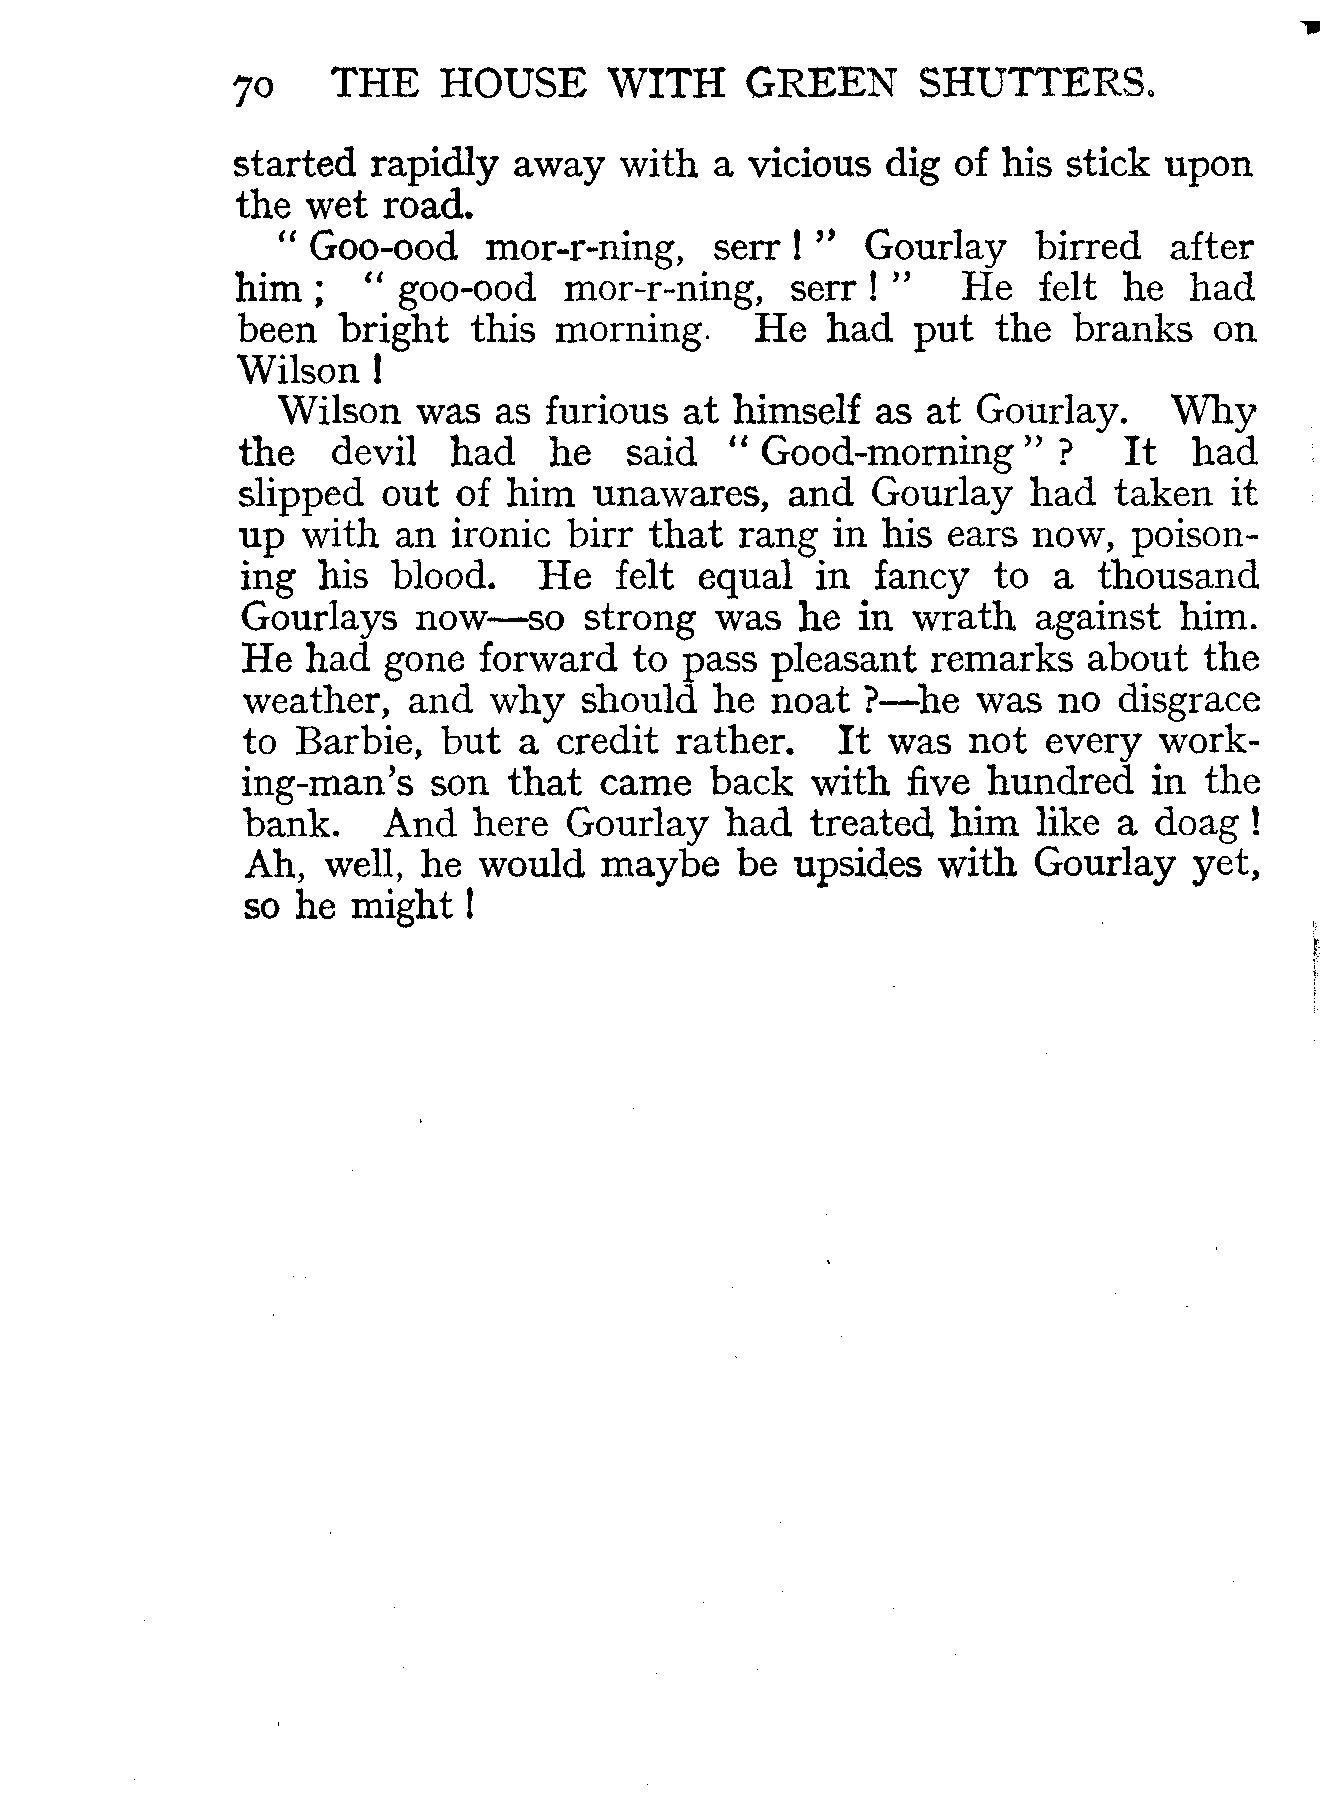 70 THE HOUSE WITH GREEN SHUTTERS.
started rapidly away with a vicious dig of his stick upon
the wet road.
“ Goo-ood mor-r-ning, serr ! ” Gourlay birred after
him ; “ goo-ood mor-r-ning, serr ! ” He felt he had
been bright this morning. He had put the branks on
Wilson !
Wilson was as furious at himself as at Gourlay. Why
the devil had he said “ Good-morning ” ? It had
slipped out of him unawares, and Gourlay had taken it
up with an ironic birr that rang in his ears now, poison-
ing his blood. He felt equal in fancy to a thousand
Gourlays now—so strong was he in wrath against him.
He had gone forward to pass pleasant remarks about the
weather, and why should he noat ?—he was no disgrace
to Barbie, but a credit rather. It was not every work-
ing-man’s son that came back with five hundred in the
bank. And here Gourlay had treated him like a doag !
Ah, well, he would maybe be upsides with Gourlay yet,
so he might !